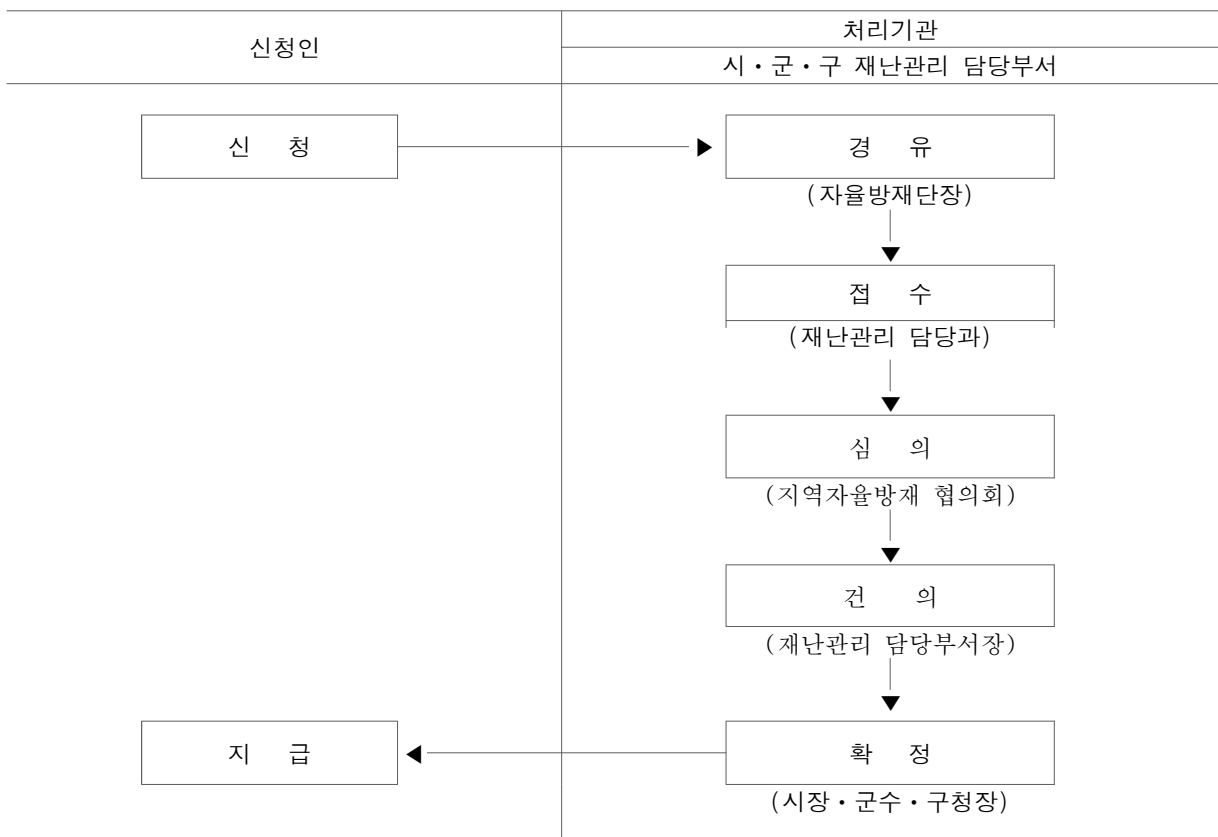 신청인
처리기관
시・군・구 재난관리 담당부서
신 청
경 유
(자율방재단장)
접 수
(재난관리 담당과)
심 의
(지역자율방재 협의회)
건 의
(재난관리 담당부서장)
지 급
확 정
(시장・군수・구청장)